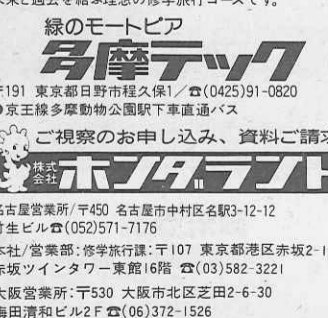 未来と過去を結ぶ理想の修学旅行コースです。
緑のモートピア
多摩テック
〒191 東京都日野市程久保1/☎(0425)91-0820
●京王線多摩動物公園駅下車直通バス
ご視察のお申し込み、資料ご請求
株式会社 ホンダランド
名古屋営業所/〒450 名古屋市中村区名駅3-12-12
ビル☎(052)571-7176
本社/営業部:修学旅行課:〒107 東京都港区赤坂2-1
赤坂ツインタワー東館16階 ☎(03)582-3221
大阪営業所:〒530 大阪市北区芝田2-6-30
梅田清和ビル2F☎(06)372-1526